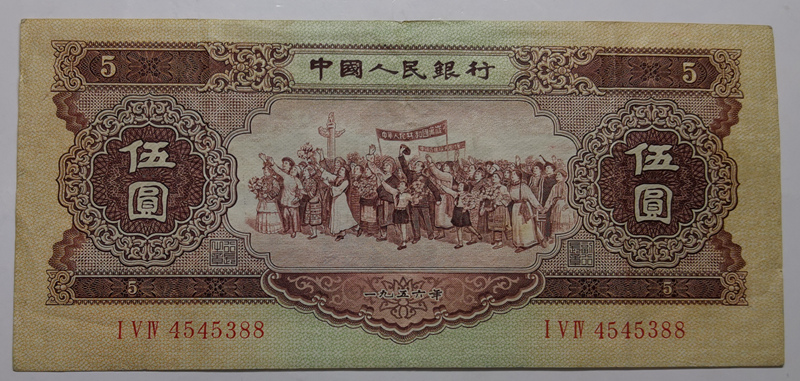 5 中國人民銀行 5
伍圓 伍圓
5 一九五六年 5
I V IV 4545388 I V IV 4545388